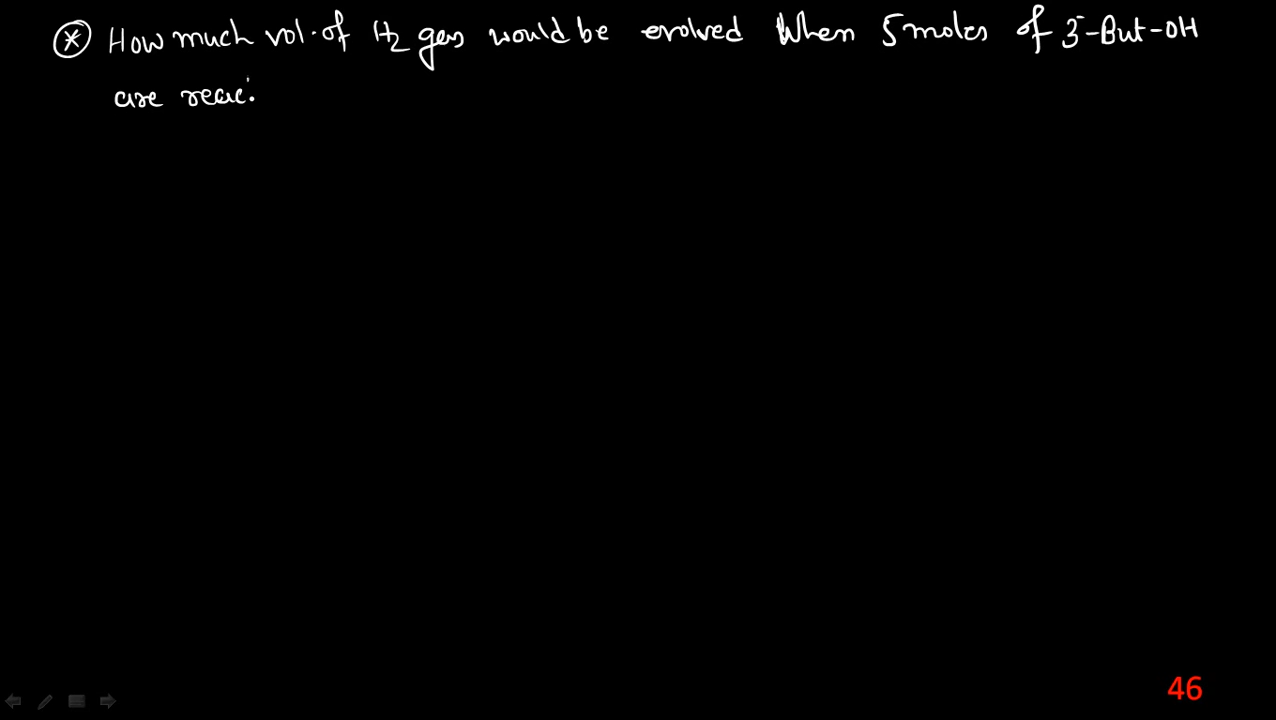 * How much vol. of H2 gas would be evolved When 5 moles of 3°-But-OH
are reac
46